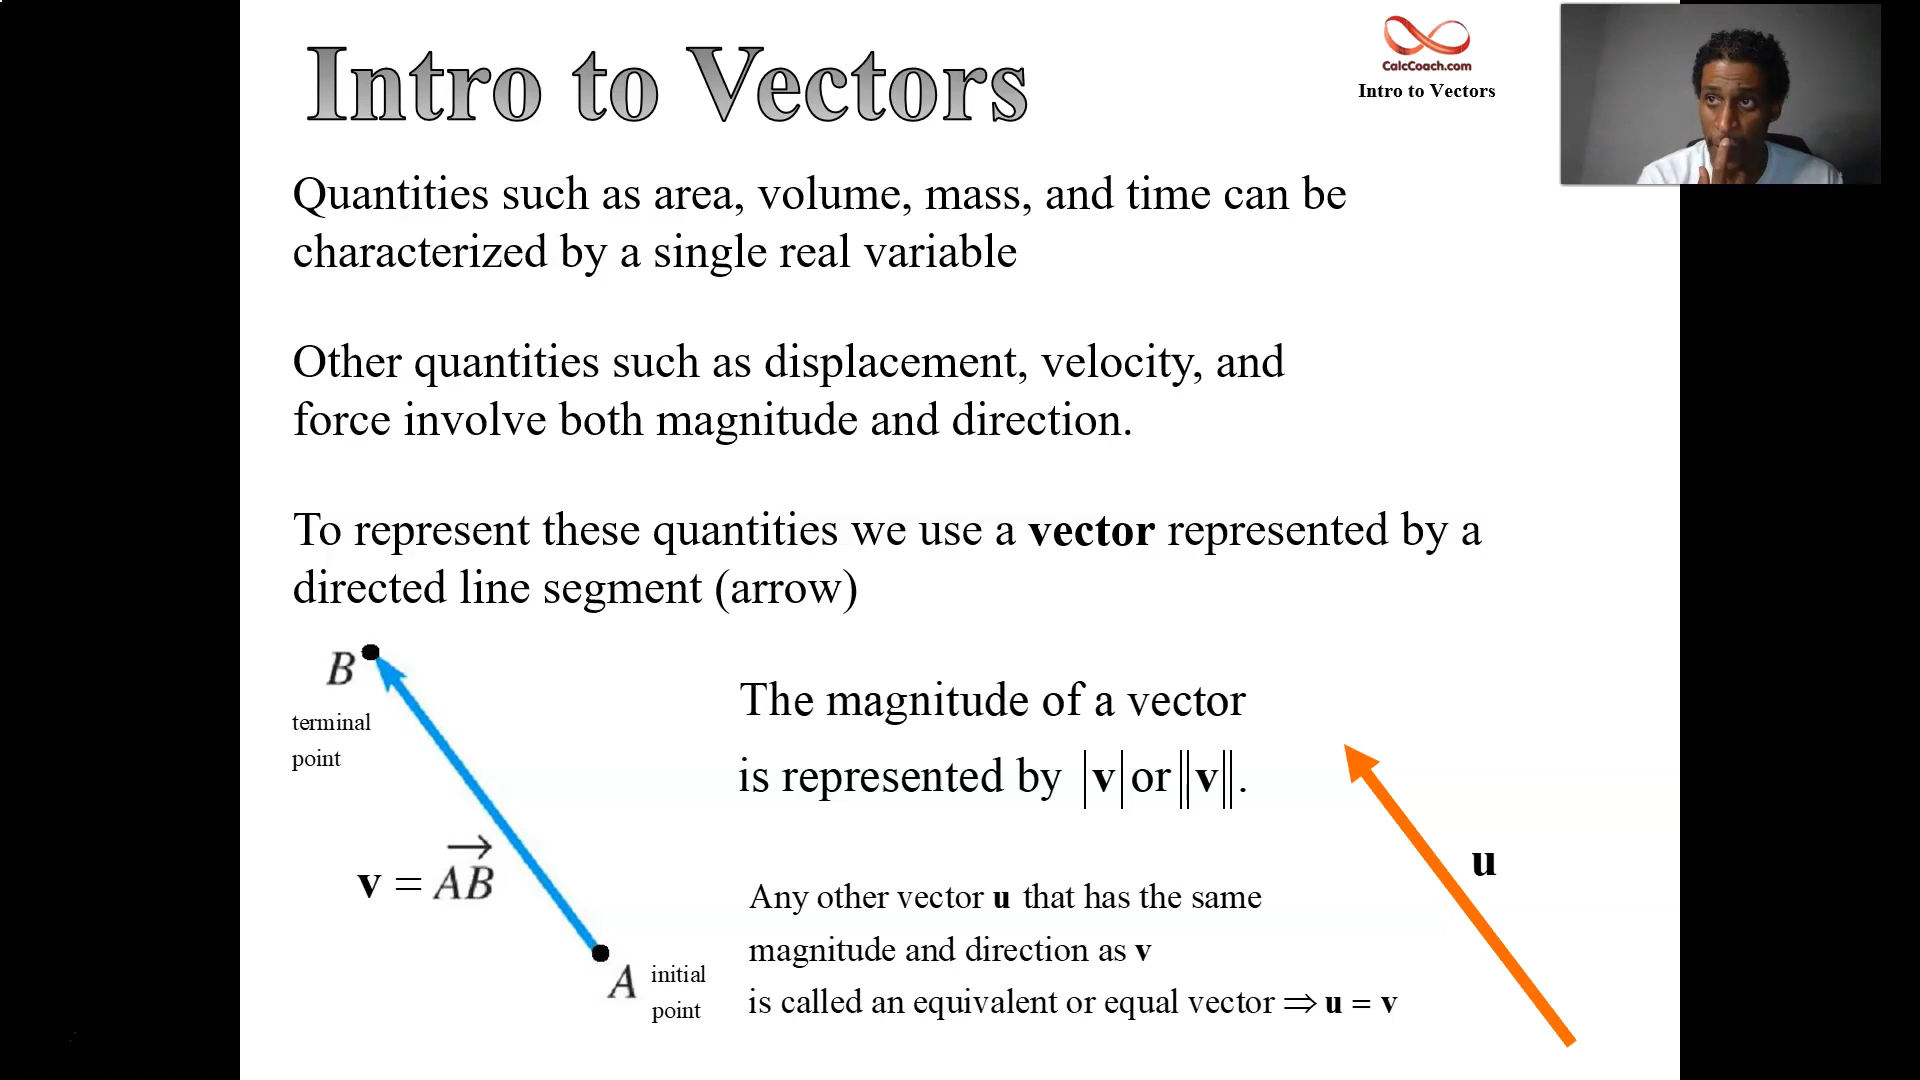 Intro to Vectors
CalcCoach.com
Intro to Vectors
Quantities such as area, volume, mass, and time can be
characterized by a single real variable
Other quantities such as displacement, velocity, and
force involve both magnitude and direction.
To represent these quantities we use a vector represented by a
directed line segment (arrow)
B
terminal
point
v = \overrightarrow{AB}
A initial
point
The magnitude of a vector
is represented by |v| or ‖v‖.
Any other vector u that has the same
magnitude and direction as v
is called an equivalent or equal vector ⇒ u = v
u